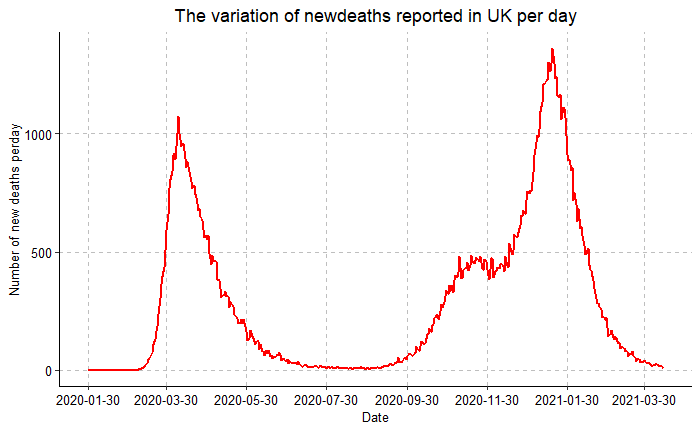 The variation of newdeaths reported in UK per day
Number of new deaths perday
1000
500
0
2020-01-30 2020-03-30 2020-05-30 2020-07-30 2020-09-30 2020-11-30 2021-01-30 2021-03-30
Date